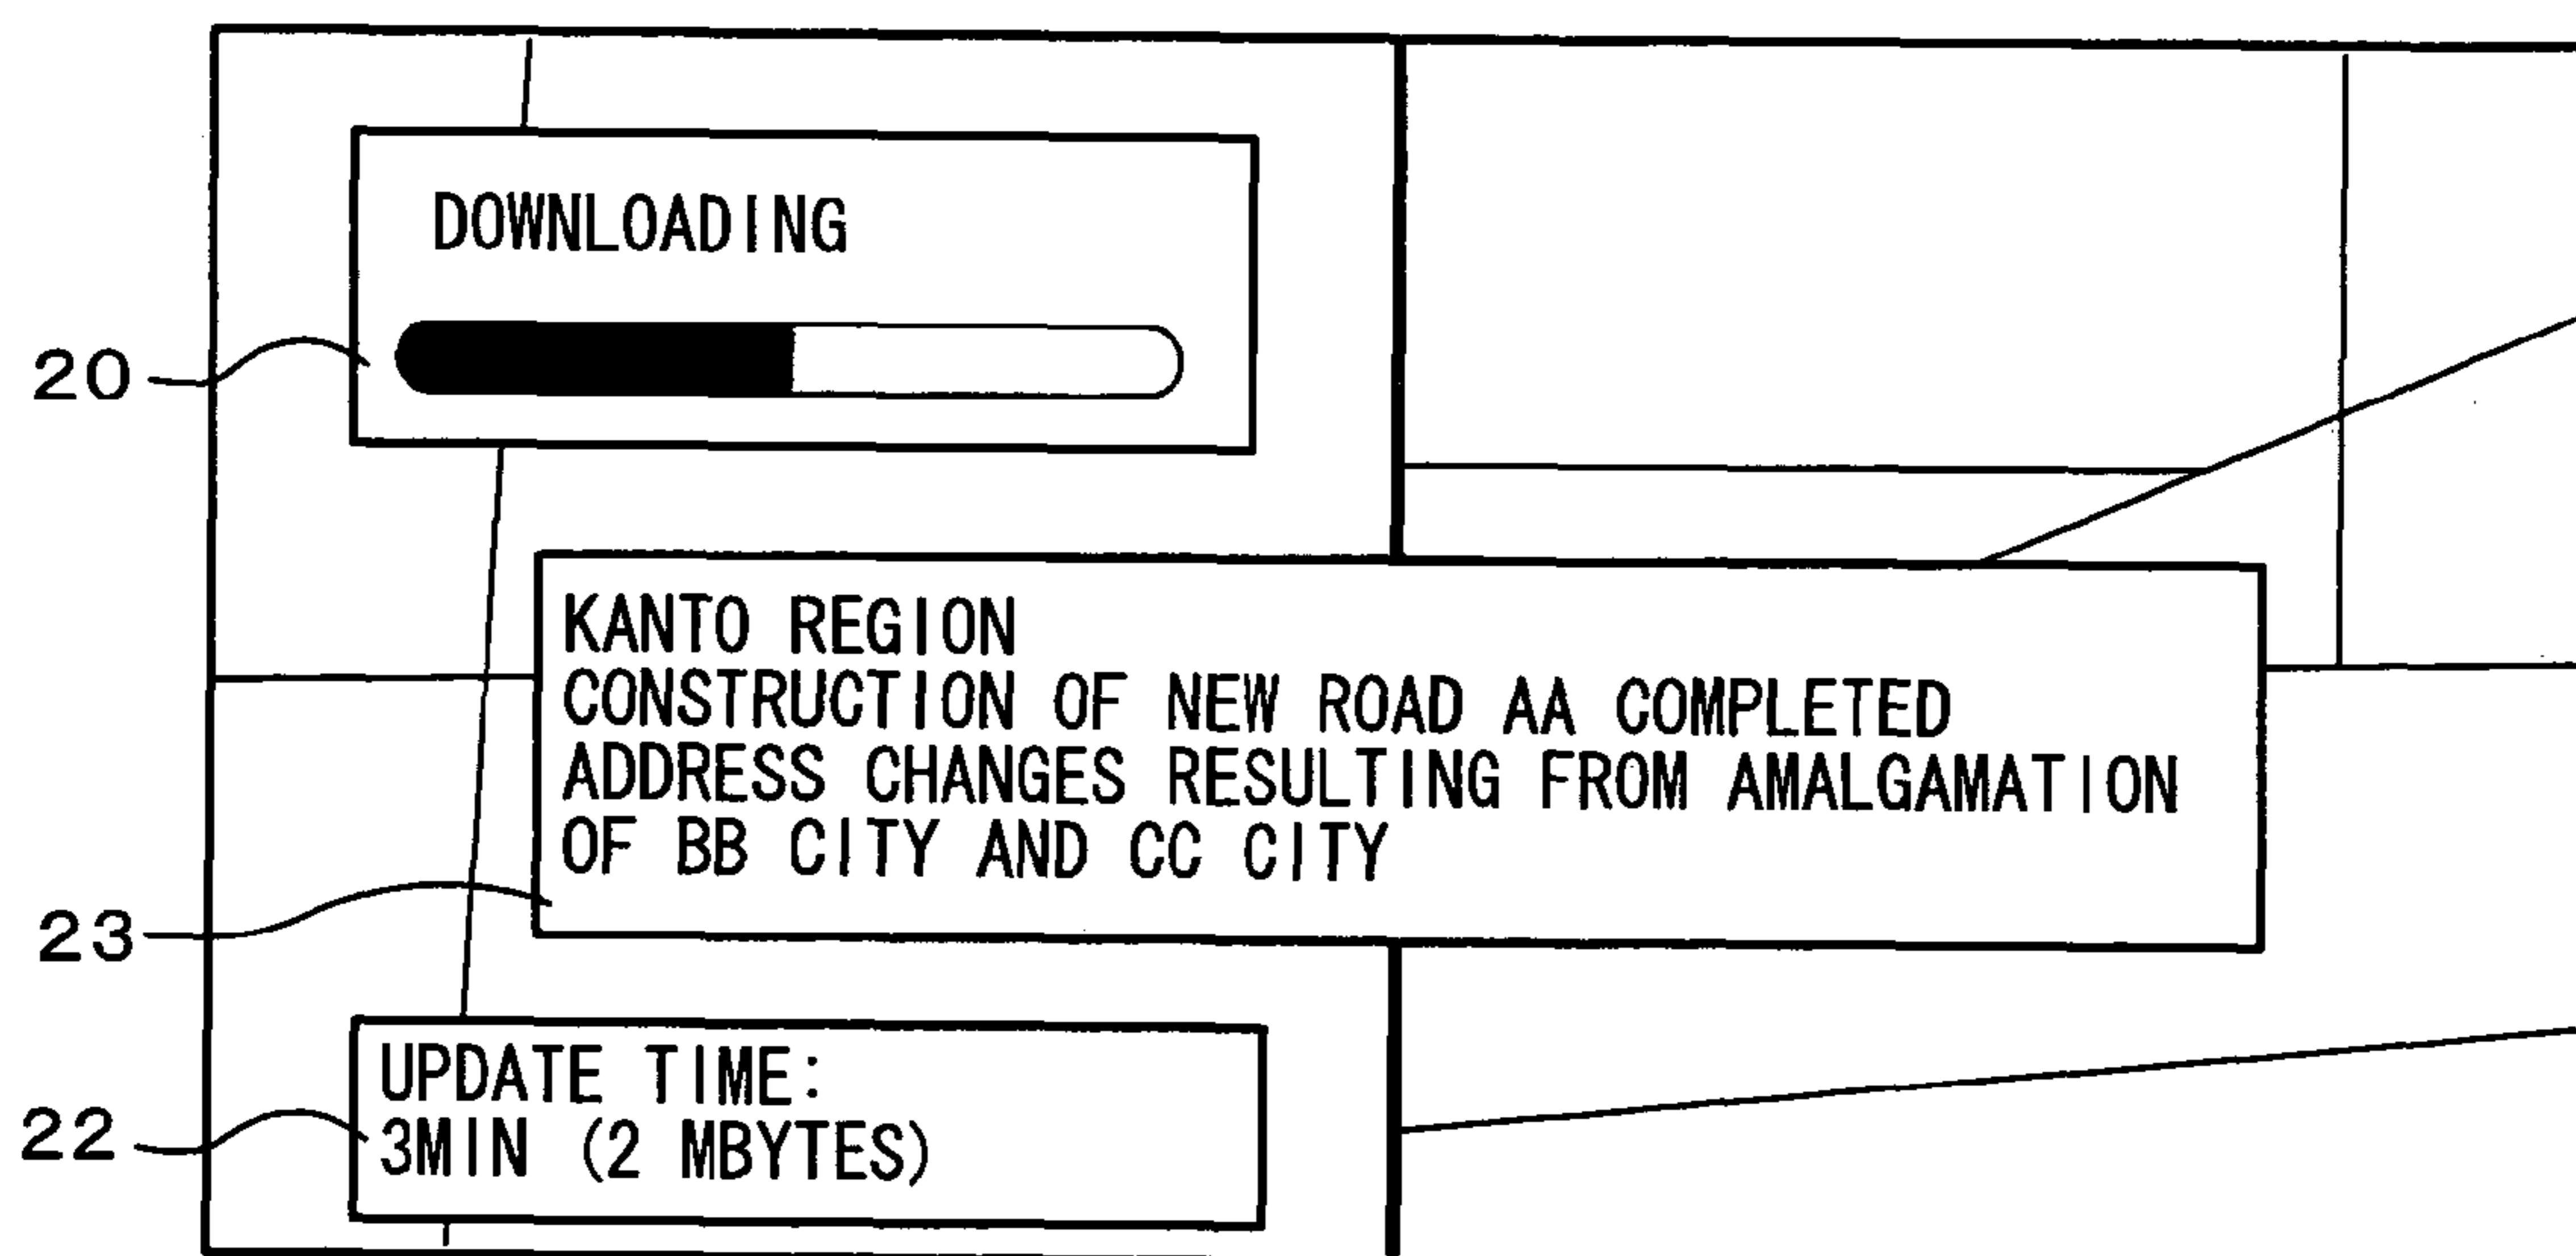 DOWNLOADING
20
KANTO REGION
CONSTRUCTION OF NEW ROAD AA COMPLETED
ADDRESS CHANGES RESULTING FROM AMALGAMATION
OF BB CITY AND CC CITY
23
UPDATE TIME:
3MIN (2 MBYTES)
22